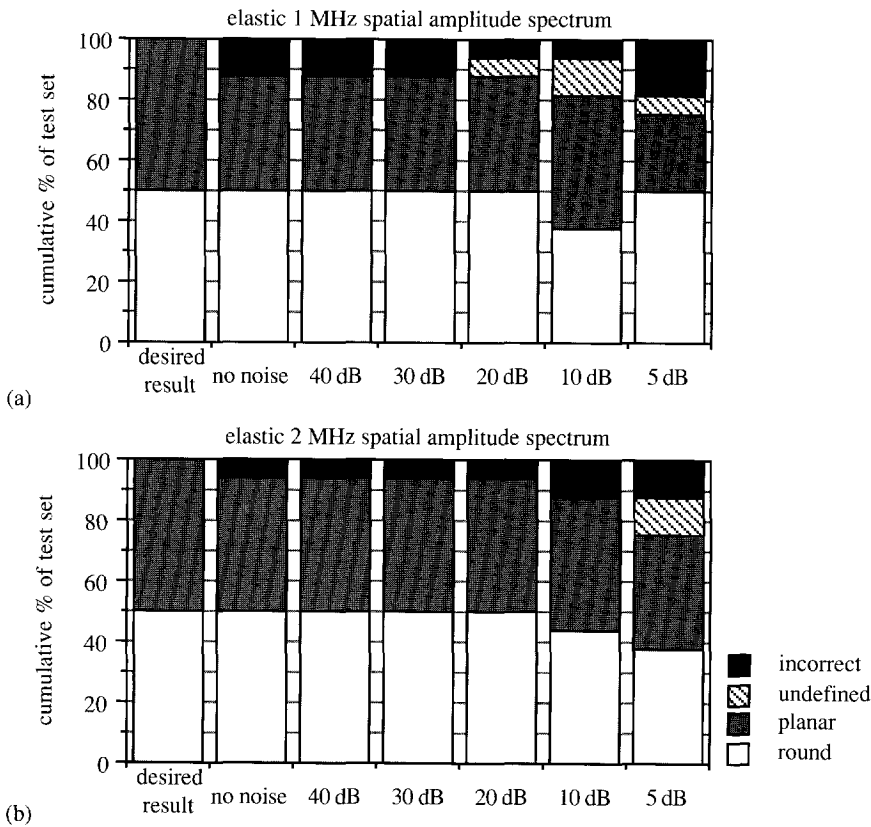 elastic 1 MHz spatial amplitude spectrum
cumulative % of test set
100
80
60
40
20
0
desired result
no noise
40 dB
30 dB
20 dB
10 dB
5 dB
(a)
elastic 2 MHz spatial amplitude spectrum
cumulative % of test set
100
80
60
40
20
0
desired result
no noise
40 dB
30 dB
20 dB
10 dB
5 dB
incorrect
undefined
planar
round
(b)